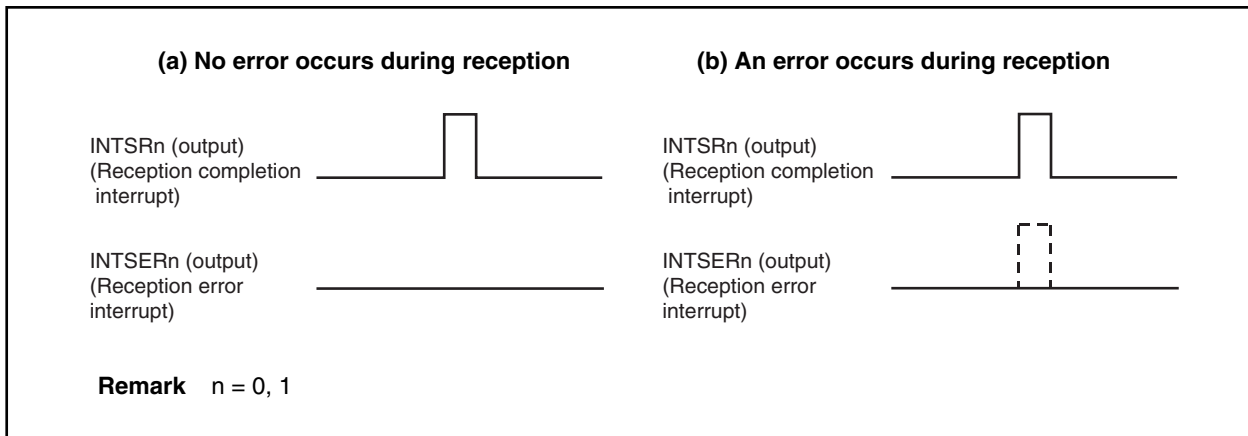 (a) No error occurs during reception
INTSRn (output)
(Reception completion
interrupt)
INTSERn (output)
(Reception error
interrupt)
(b) An error occurs during reception
INTSRn (output)
(Reception completion
interrupt)
INTSERn (output)
(Reception error
interrupt)
Remark n = 0, 1